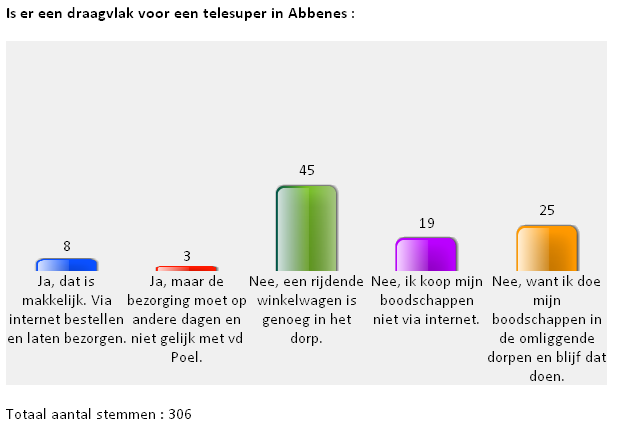 Is er een draagvlak voor een telesuper in Abbenes :
8
Ja, dat is
makkelijk. Via
internet bestellen
en laten bezorgen.
3
Ja, maar de
bezorging moet op
andere dagen en
niet gelijk met vd
Poel.
45
Nee, een rijdende
winkelwagen is
genoeg in het
dorp.
19
Nee, ik koop mijn
boodschappen
niet via internet.
25
Nee, want ik doe
mijn
boodschappen in
de omliggende
dorpen en blijf dat
doen.
Totaal aantal stemmen : 306